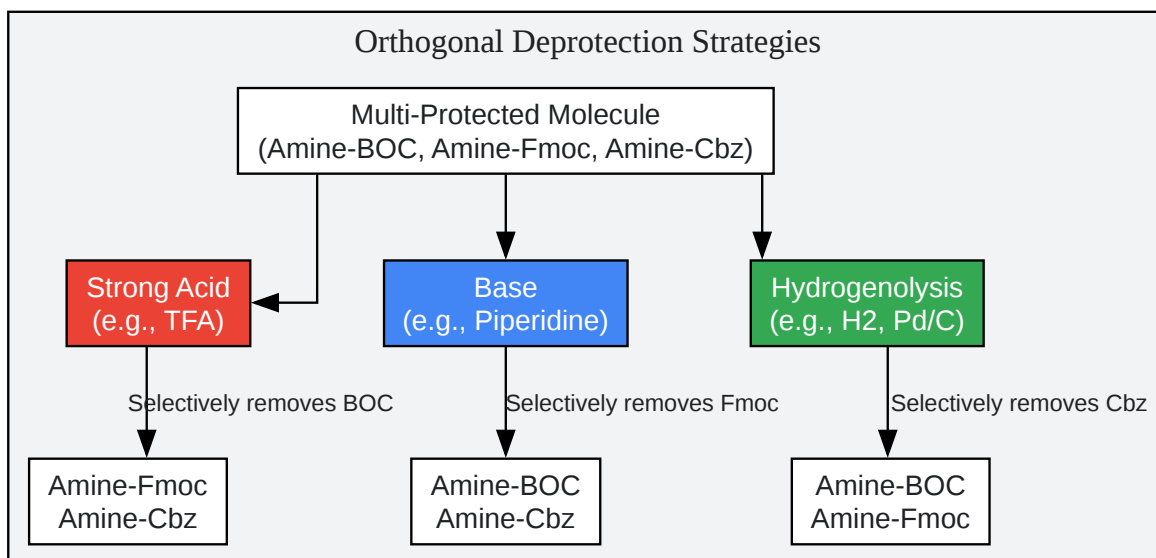 Orthogonal Deprotection Strategies
Multi-Protected Molecule
(Amine-BOC, Amine-Fmoc, Amine-Cbz)
Strong Acid
(e.g., TFA)
Base
(e.g., Piperidine)
Hydrogenolysis
(e.g., H2, Pd/C)
Selectively removes BOC
Selectively removes Fmoc
Selectively removes Cbz
Amine-Fmoc
Amine-Cbz
Amine-BOC
Amine-Cbz
Amine-BOC
Amine-Fmoc